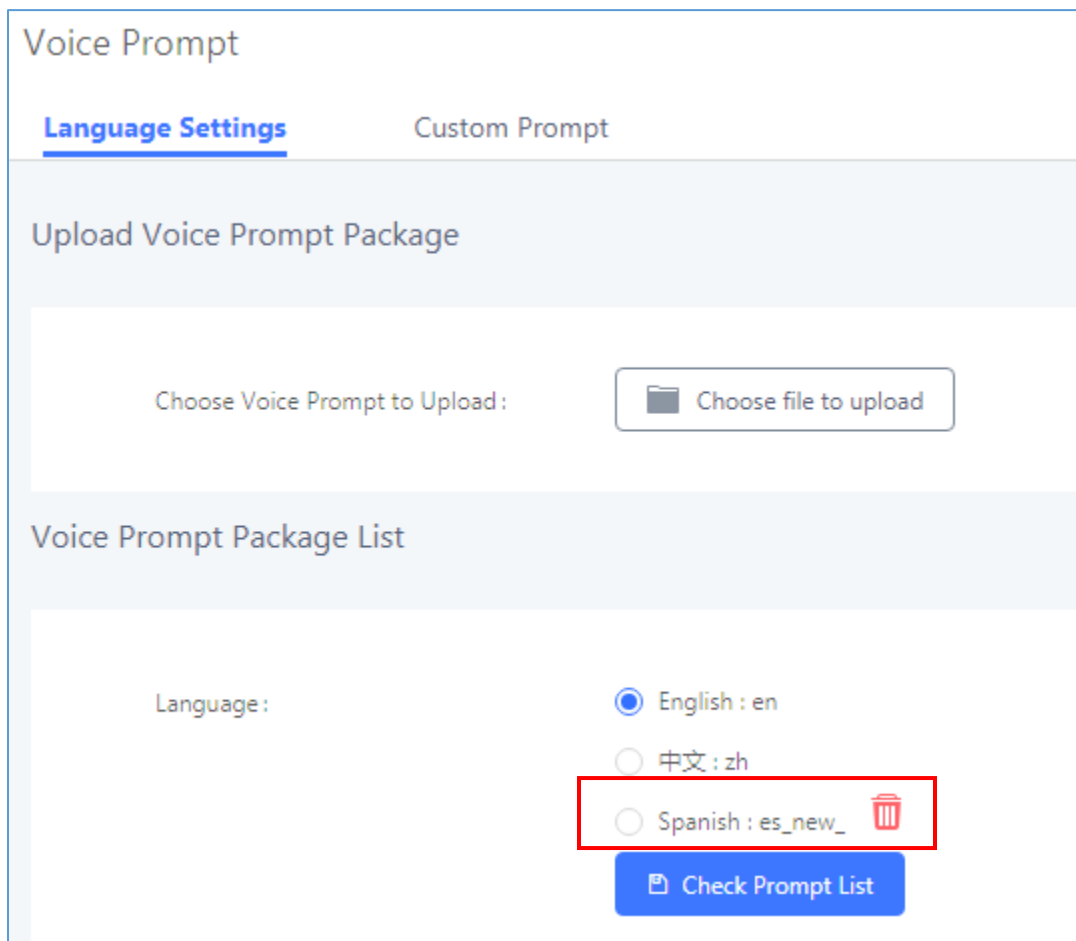 Voice Prompt
Language Settings Custom Prompt
Upload Voice Prompt Package
Choose Voice Prompt to Upload : Choose file to upload
Voice Prompt Package List
Language : English : en
中文 : zh
Spanish : es_new_
Check Prompt List